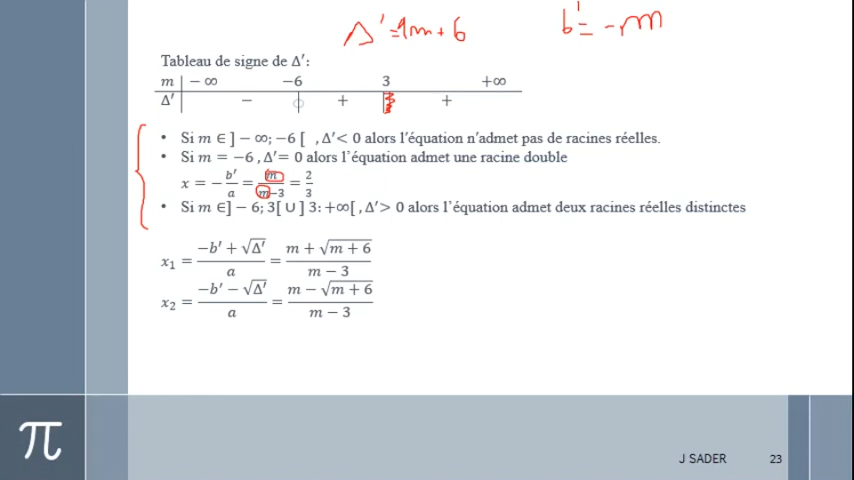 Δ'=1m+6
b'=-m
Tableau de signe de Δ′:
m −∞ −6 3 +∞
Δ′ − 0 + +
• Si m ∈ ] − ∞; −6 [ , Δ′< 0 alors l'équation n'admet pas de racines réelles.
• Si m = −6 , Δ′= 0 alors l'équation admet une racine double
x = − b′/a = m/(m−3) = 2/3
• Si m ∈] − 6; 3[ ∪ ] 3: +∞[ , Δ′> 0 alors l'équation admet deux racines réelles distinctes
x₁ = (−b′ + √Δ′)/a = (m + √(m + 6))/(m − 3)
x₂ = (−b′ − √Δ′)/a = (m − √(m + 6))/(m − 3)
π
J SADER 23